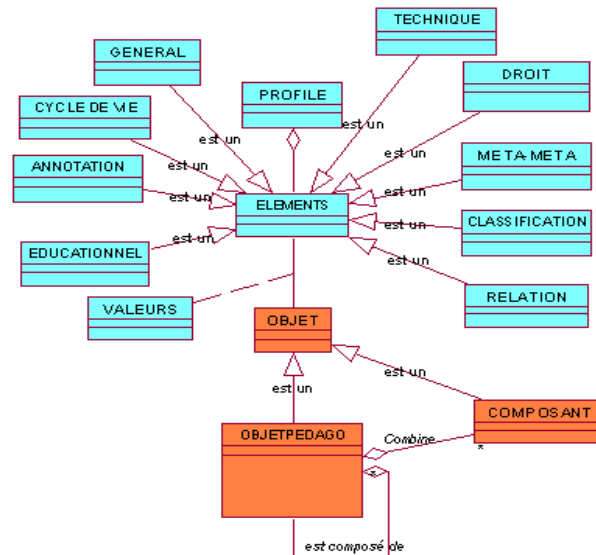 TECHNIQUE
GENERAL
DROIT
PROFILE
CYCLE DE VIE
est un
est un
est un
META-META
est un
ANNOTATION
est un
est un
ELEMENTS
CLASSIFICATION
est un
est un
EDUCATIONNEL
est un
RELATION
VALEURS
OBJET
est un
est un
COMPOSANT
OBJETPEDAGO
Combine
*
*
est composé de